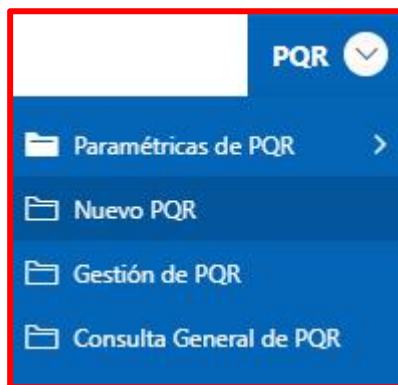 PQR
Paramétricas de PQR
Nuevo PQR
Gestión de PQR
Consulta General de PQR